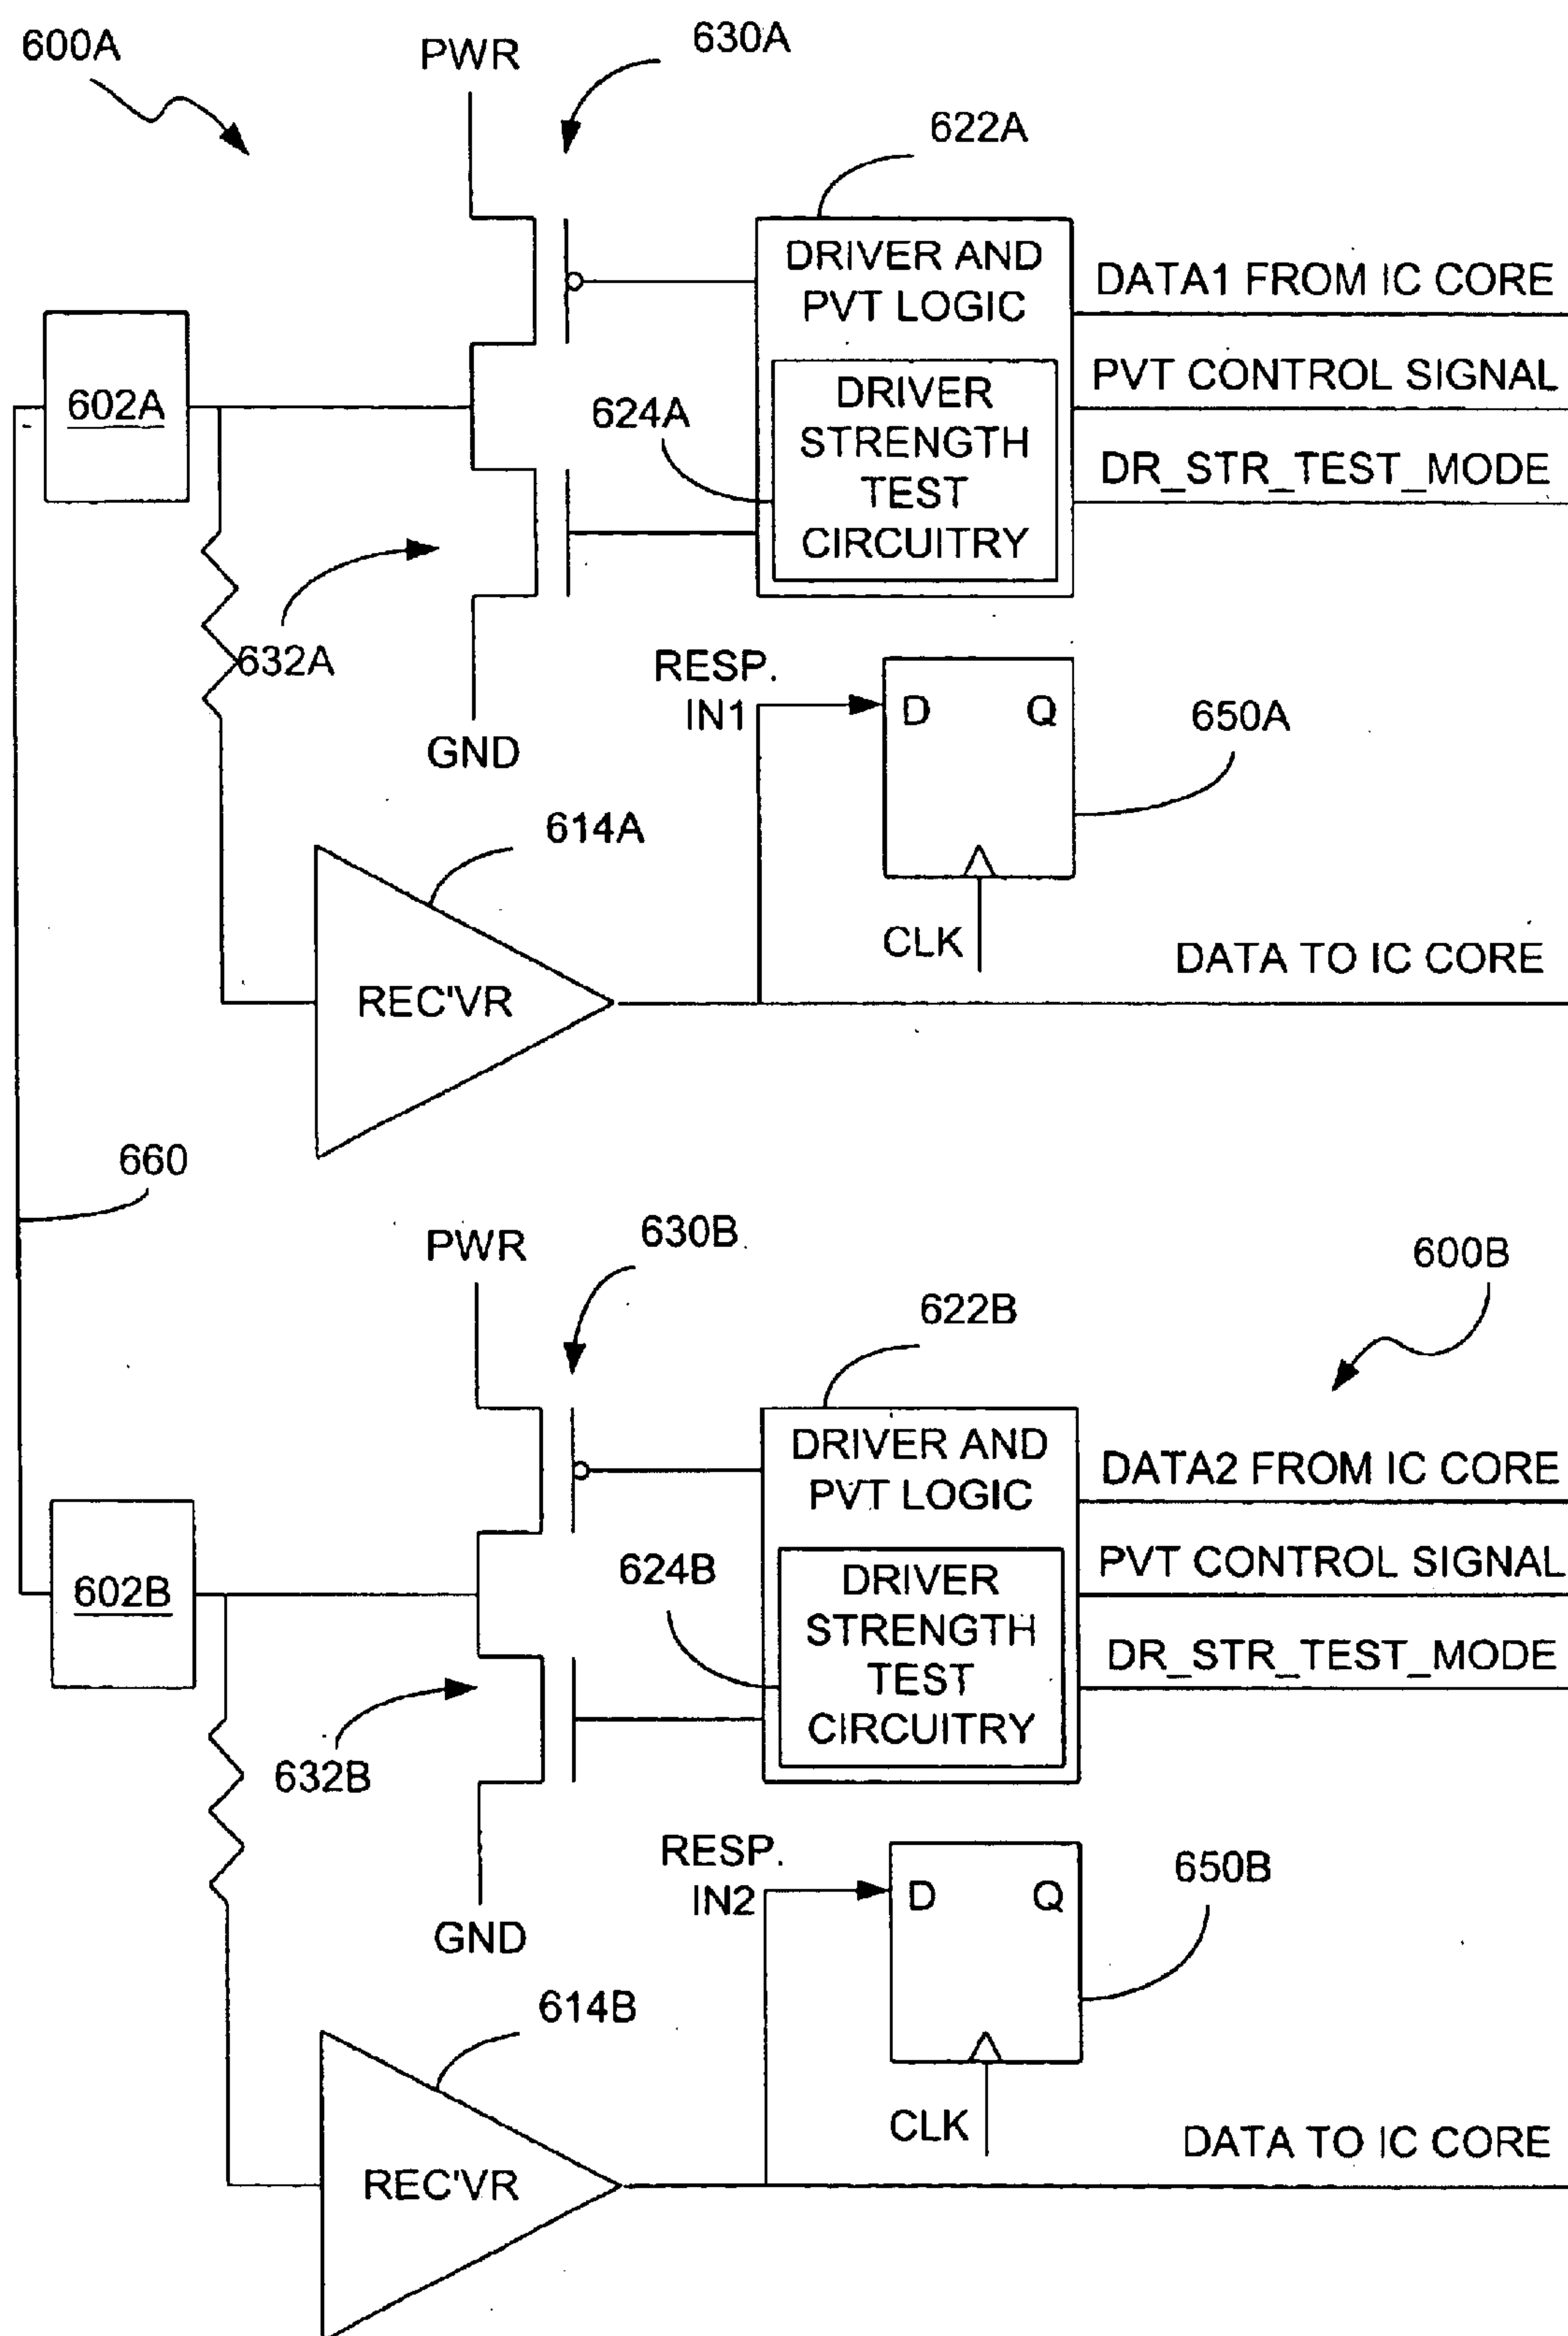 600A
PWR
630A
622A
DRIVER AND
PVT LOGIC
DATA1 FROM IC CORE
PVT CONTROL SIGNAL
DR_STR_TEST_MODE
602A
624A
DRIVER
STRENGTH
TEST
CIRCUITRY
632A
GND
RESP.
IN1
D
Q
650A
CLK
614A
REC'VR
DATA TO IC CORE
660
PWR
630B
600B
622B
DRIVER AND
PVT LOGIC
DATA2 FROM IC CORE
PVT CONTROL SIGNAL
DR_STR_TEST_MODE
602B
624B
DRIVER
STRENGTH
TEST
CIRCUITRY
632B
GND
RESP.
IN2
D
Q
650B
CLK
614B
REC'VR
DATA TO IC CORE